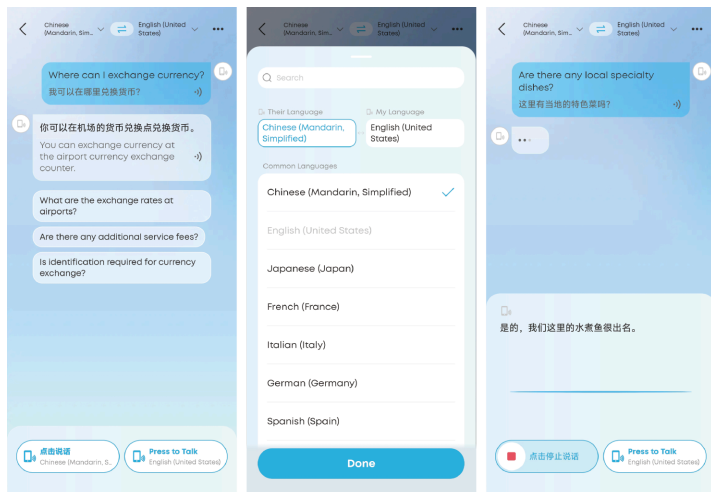 Chinese
(Mandarin, Sim...
English (United
States)
Where can I exchange currency?
我可以在哪里兑换货币？
你可以在机场的货币兑换点兑换货币。
You can exchange currency at
the airport currency exchange
counter.
What are the exchange rates at
airports?
Are there any additional service fees?
Is identification required for currency
exchange?
点击说话
Chinese (Mandarin, S...
Press to Talk
English (United States)
Chinese
(Mandarin, Sim...
English (United
States)
Search
Their Language
My Language
Chinese (Mandarin,
Simplified)
English (United
States)
Common Languages
Chinese (Mandarin, Simplified)
English (United States)
Japanese (Japan)
French (France)
Italian (Italy)
German (Germany)
Spanish (Spain)
Done
Chinese
(Mandarin, Sim...
English (United
States)
Are there any local specialty
dishes?
这里有当地的特色菜吗？
是的，我们这里的水煮鱼很出名。
点击停止说话
Press to Talk
English (United States)